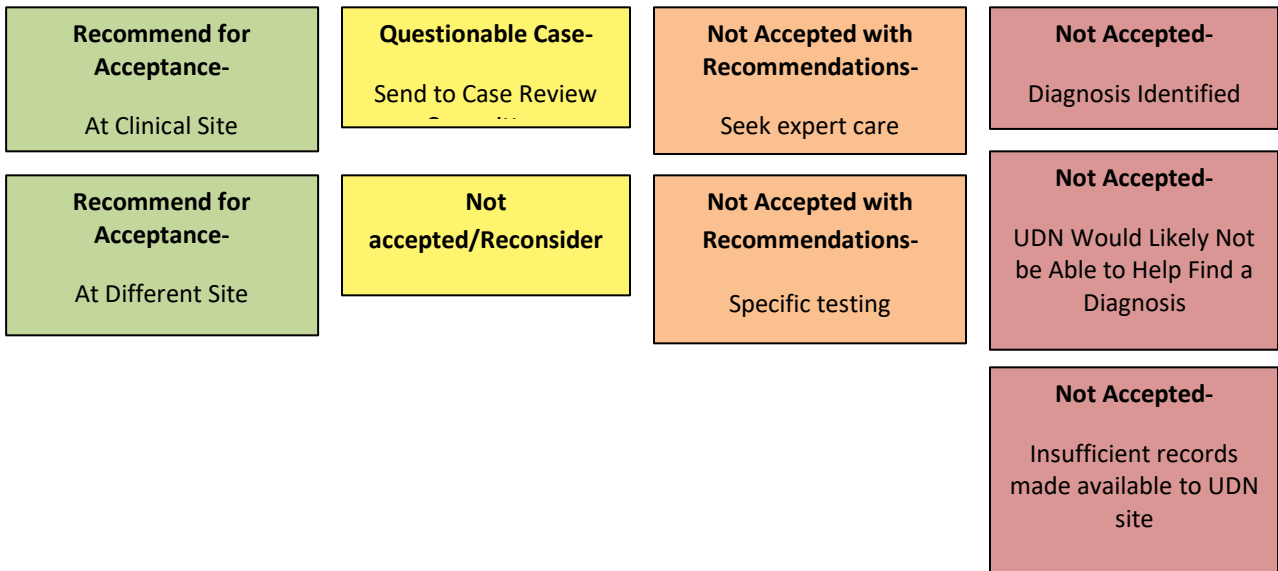 Recommend for
Acceptance-
At Clinical Site
Questionable Case-
Send to Case Review
Not Accepted with
Recommendations-
Seek expert care
Not Accepted-
Diagnosis Identified
Recommend for
Acceptance-
At Different Site
Not
accepted/Reconsider
Not Accepted with
Recommendations-
Specific testing
Not Accepted-
UDN Would Likely Not
be Able to Help Find a
Diagnosis
Not Accepted-
Insufficient records
made available to UDN
site